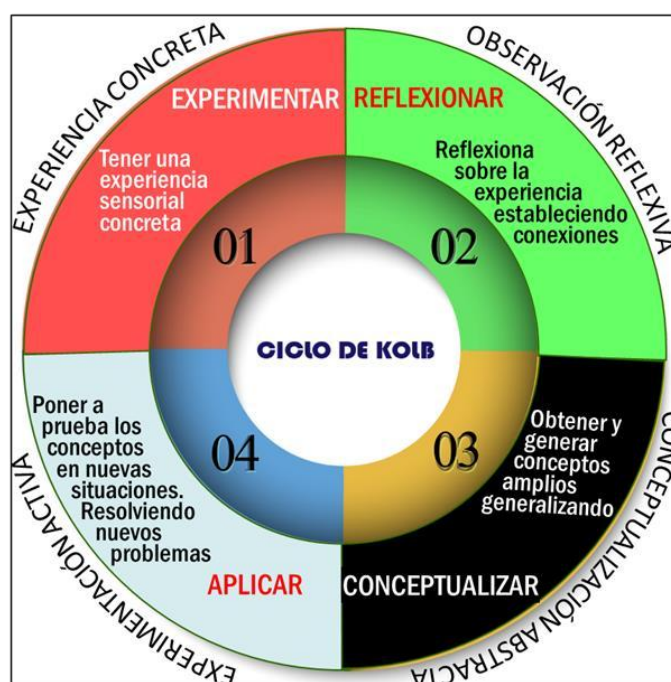 EXPERIENCIA CONCRETA
EXPERIMENTAR
Tener una
experiencia
sensorial
concreta
01
OBSERVACIÓN REFLEXIVA
REFLEXIONAR
Reflexiona
sobre la
experiencia
estableciendo
conexiones
02
CICLO DE KOLB
CONCEPTUALIZACIÓN ABSTRACTA
03
Obtener y
generar
conceptos
amplios
generalizando
CONCEPTUALIZAR
EXPERIMENTACIÓN ACTIVA
04
Poner a
prueba los
conceptos
en nuevas
situaciones.
Resolviendo
nuevos
problemas
APLICAR